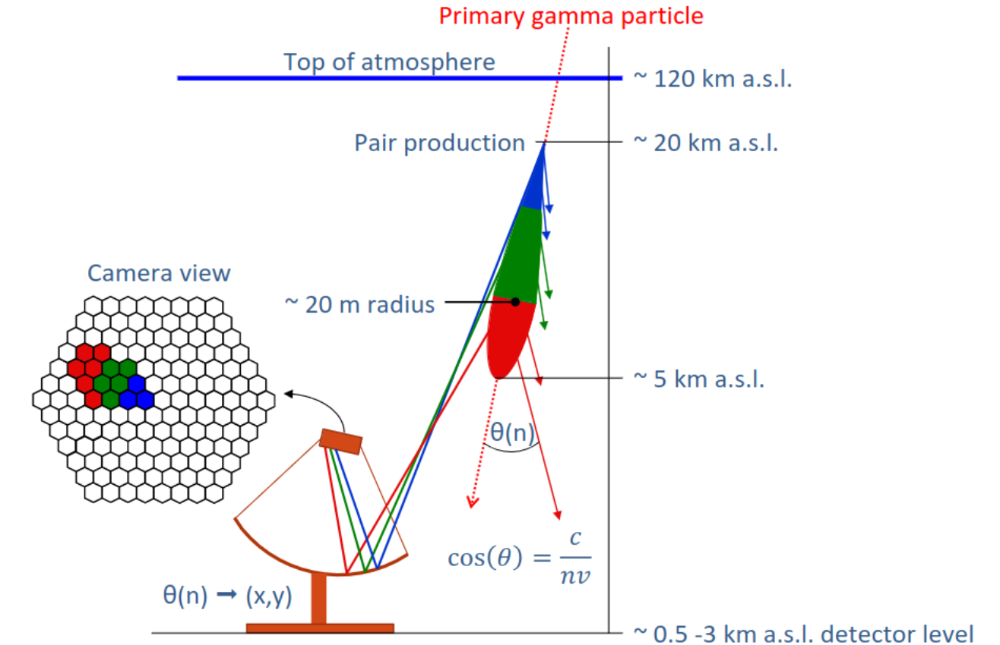 Primary gamma particle
Top of atmosphere
~ 120 km a.s.l.
Pair production
~ 20 km a.s.l.
Camera view
~ 20 m radius
~ 5 km a.s.l.
θ(n)
cos(θ) = c/nv
θ(n) ➞ (x,y)
~ 0.5 -3 km a.s.l. detector level